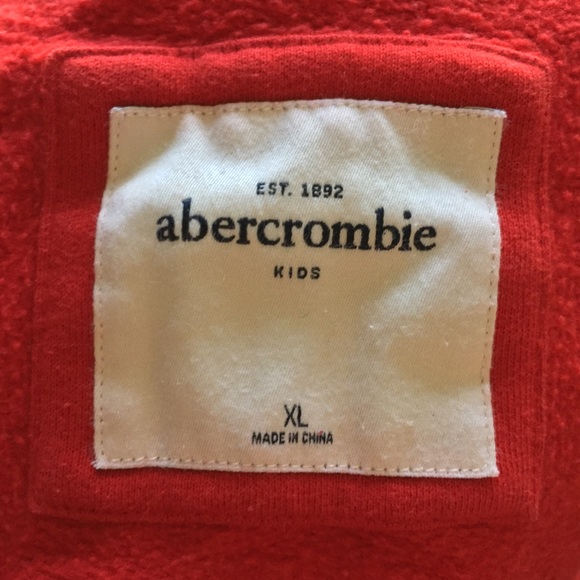 EST. 1892
abercrombie
KIDS
XL
MADE IN CHINA